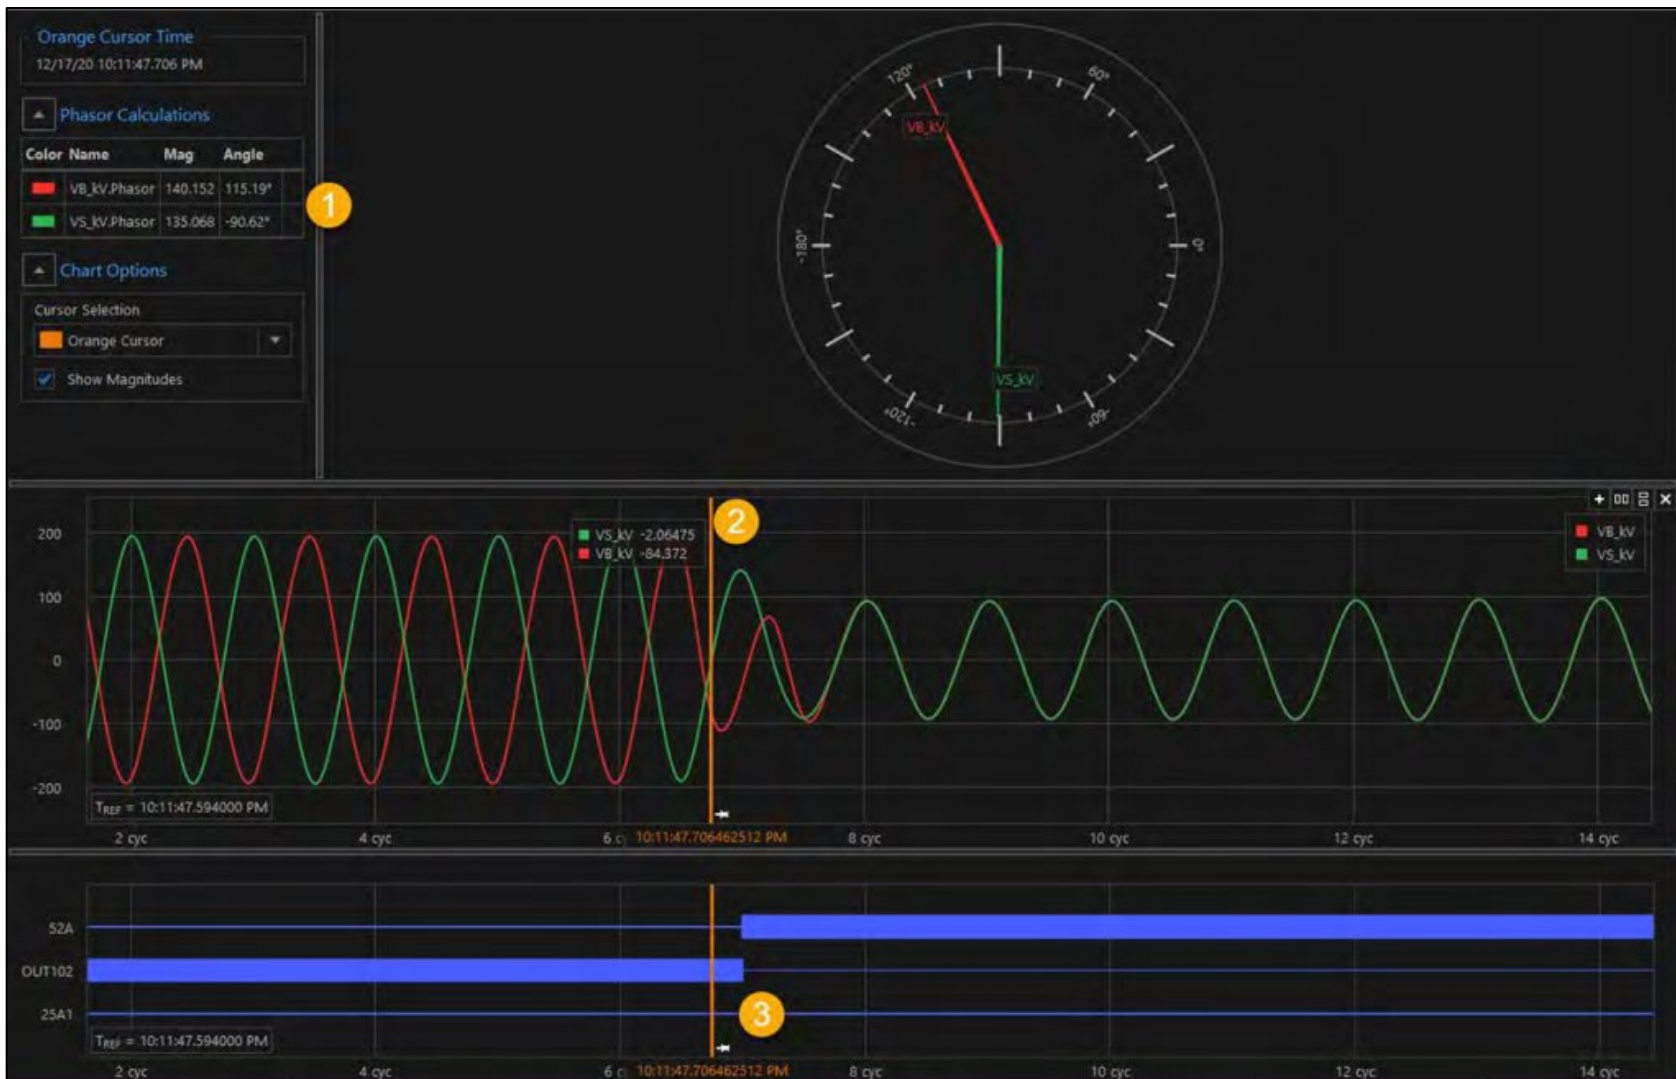 Orange Cursor Time
12/17/20 10:11:47.706 PM
Phasor Calculations
Color Name Mag Angle
VB_kV.Phasor 140.152 115.19°
VS_kV.Phasor 135.068 -90.62°
1
Chart Options
Cursor Selection
Orange Cursor
Show Magnitudes
120°
60°
VB_kV
-180°
0°
VS_kV
-120°
-60°
2
VS_kV -2.06475
VB_kV -84.372
VB_kV
VS_kV
200
100
0
-100
-200
TREF = 10:11:47.594000 PM
2 cyc 4 cyc 6 cyc 10:11:47.706462512 PM 8 cyc 10 cyc 12 cyc 14 cyc
52A
OUT102
25A1
3
TREF = 10:11:47.594000 PM
2 cyc 4 cyc 6 c 10:11:47.706462512 PM 8 cyc 10 cyc 12 cyc 14 cyc